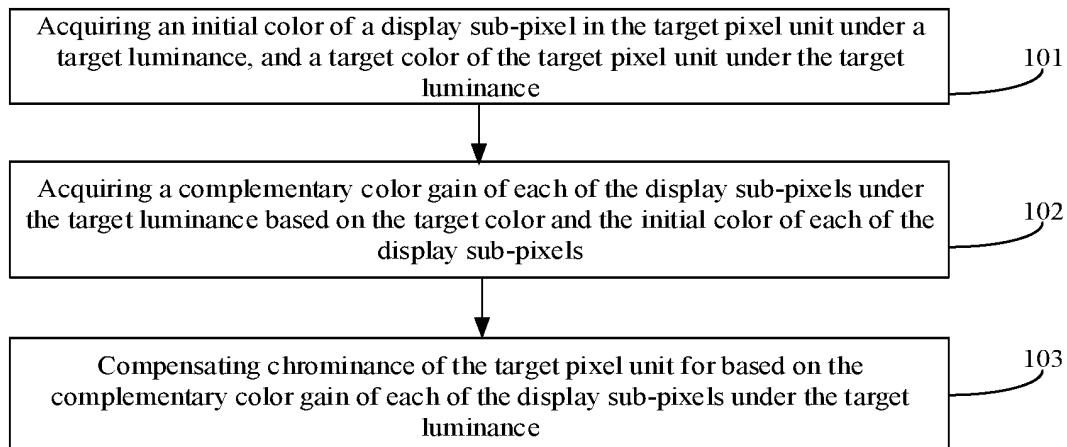 Acquiring an initial color of a display sub-pixel in the target pixel unit under a
target luminance, and a target color of the target pixel unit under the target
luminance
101
Acquiring a complementary color gain of each of the display sub-pixels under
the target luminance based on the target color and the initial color of each of the
display sub-pixels
102
Compensating chrominance of the target pixel unit for based on the
complementary color gain of each of the display sub-pixels under the target
luminance
103